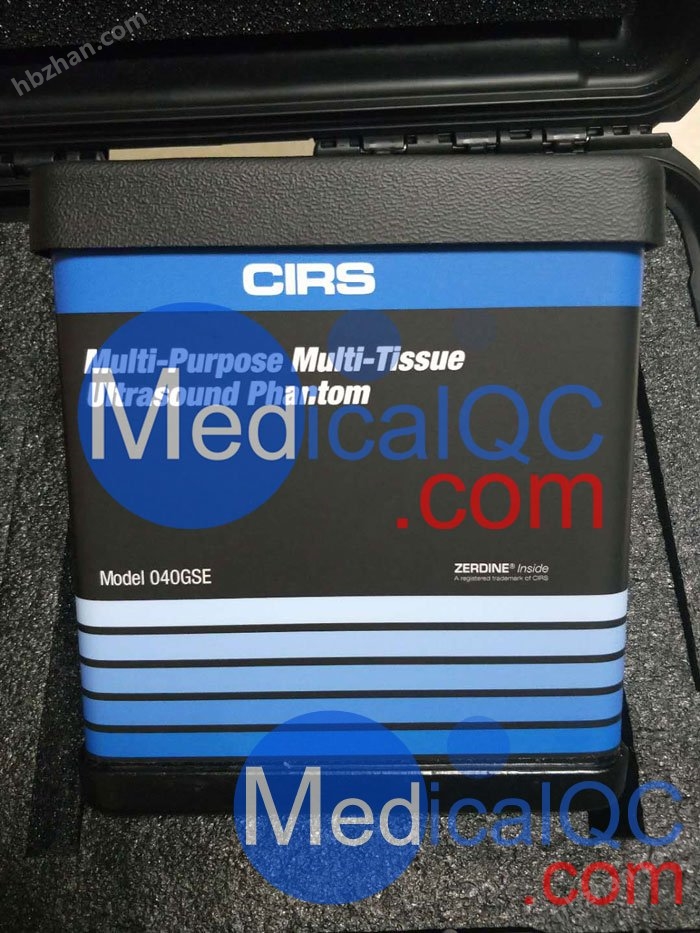 hbzhan.com
CIRS
Multi-Purpose Multi-Tissue
Ultrasound Phantom
MedicalQC
.com
Model 040GSE
ZERDINE® Inside
A registered trademark of CIRS
MedicalQC
.com